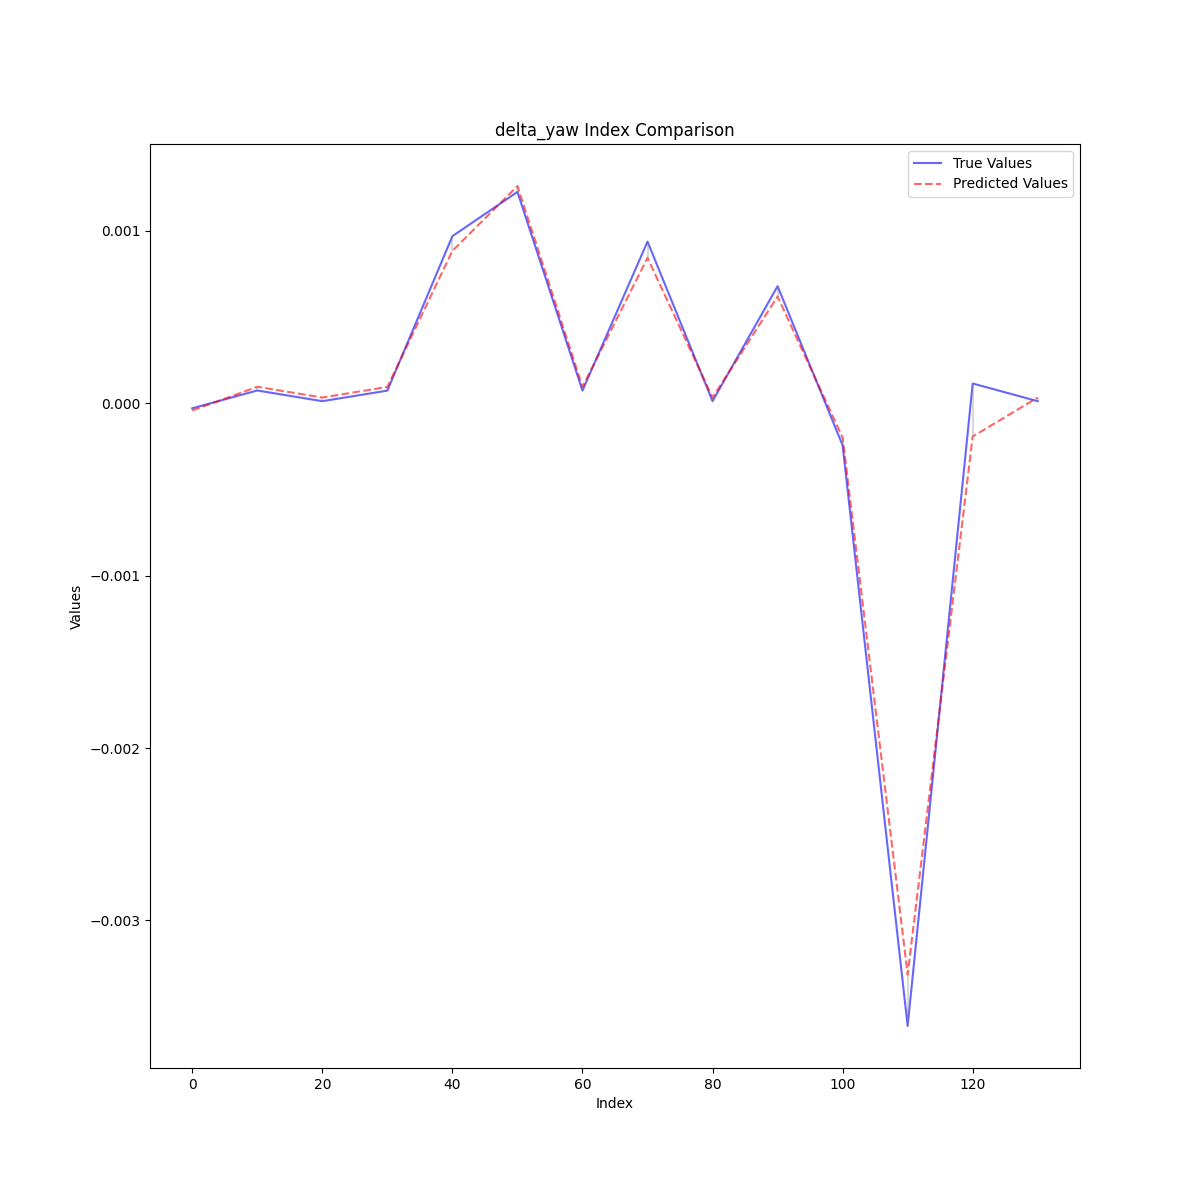 delta_yaw Index Comparison
True Values
Predicted Values
0.001
0.000
−0.001
−0.002
−0.003
Values
0 20 40 60 80 100 120
Index